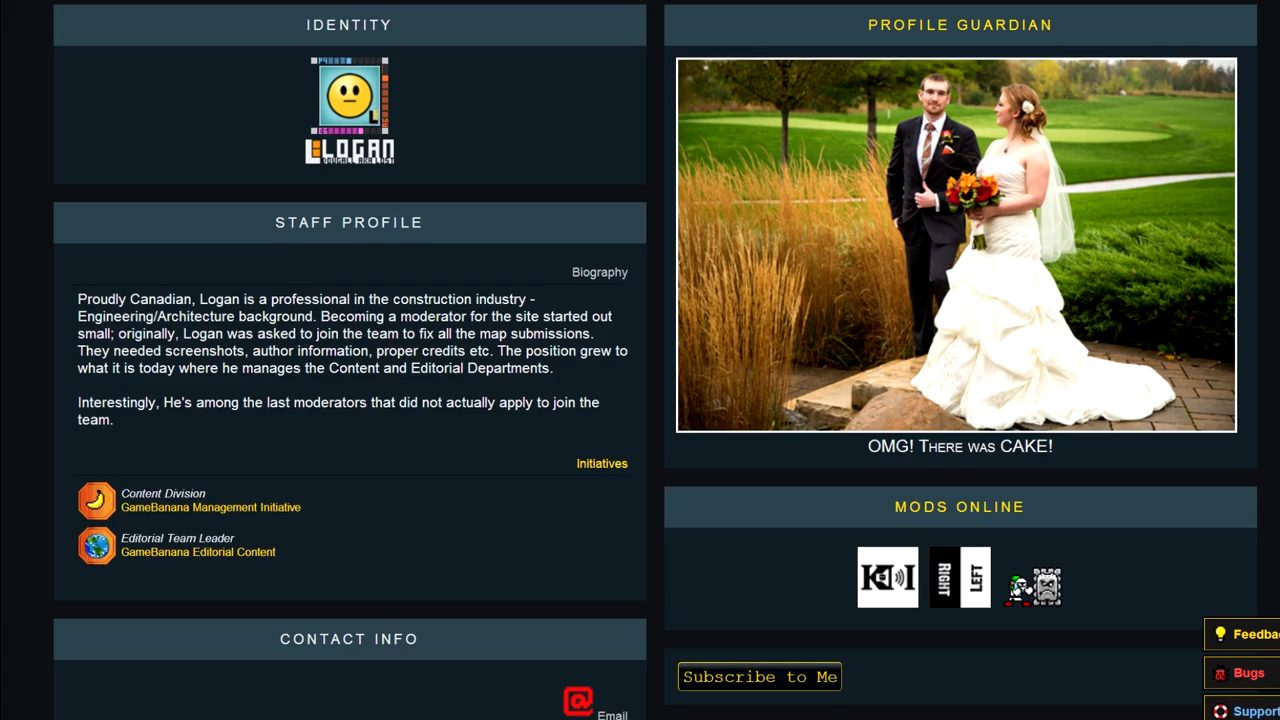 IDENTITY
LOGAN
DOUGALL AKA LOST
STAFF PROFILE
Biography
Proudly Canadian, Logan is a professional in the construction industry -
Engineering/Architecture background. Becoming a moderator for the site started out
small; originally, Logan was asked to join the team to fix all the map submissions.
They needed screenshots, author information, proper credits etc. The position grew to
what it is today where he manages the Content and Editorial Departments.
Interestingly, He's among the last moderators that did not actually apply to join the
team.
Initiatives
Content Division
GameBanana Management Initiative
Editorial Team Leader
GameBanana Editorial Content
CONTACT INFO
@
Email
PROFILE GUARDIAN
OMG! THERE WAS CAKE!
MODS ONLINE
RIGHT
LEFT
Subscribe to Me
Feedba
Bugs
Support